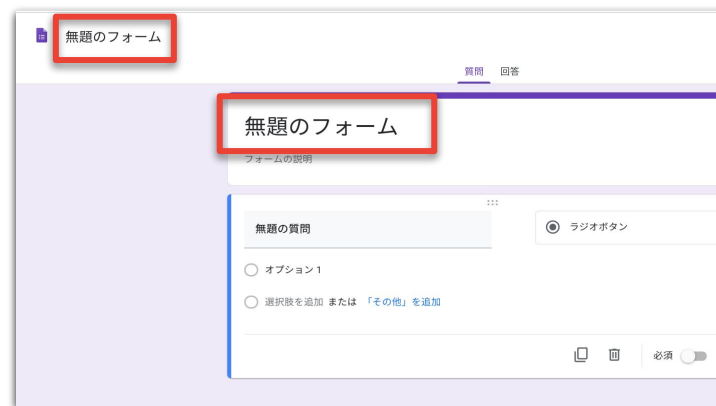 無題のフォーム
質問 回答
無題のフォーム
フォームの説明
無題の質問
ラジオボタン
オプション 1
選択肢を追加 または 「その他」を追加
必須